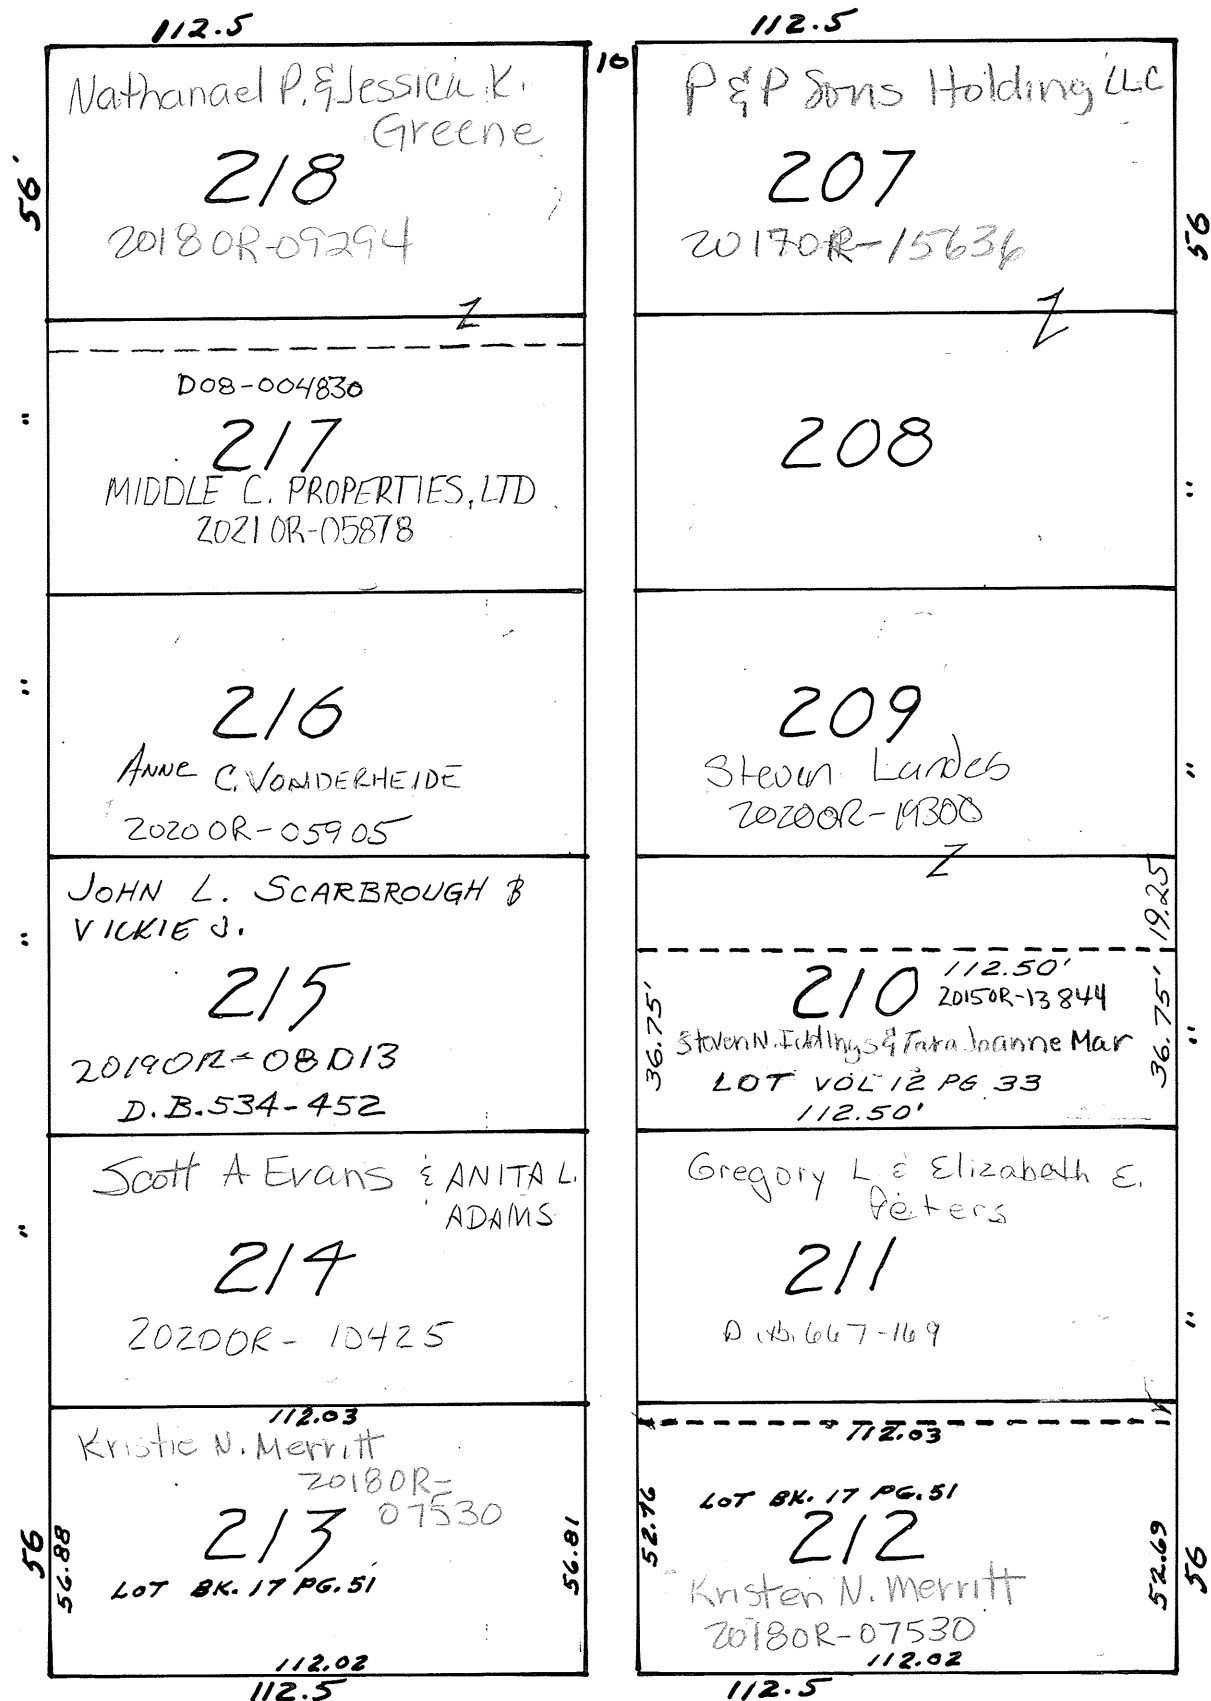 112.5
Nathanael P. & Jessica K.
Greene
218
2018OR-09294
56'
Z
D08-004830
217
MIDDLE C. PROPERTIES, LTD
2021OR-05878
"
216
ANNE C. VONDERHEIDE
2020OR-05905
"
JOHN L. SCARBROUGH &
VICKIE J.
215
2019OR-08013
D.B. 534-452
"
Scott A Evans & ANITA L.
ADAMS
214
2020OR- 10425
"
112.03
Kristie N. Merritt
2018OR-
07530
213
LOT BK. 17 PG. 51
56
56.88
56.81
112.02
112.5
10
112.5
P & P Sons Holding LLC
207
2017OR-15636
56
Z
208
"
209
Steven Landes
2020OR-19300
"
Z
19.25
210
112.50'
2015OR-13844
Steven N. Iddings & Tara Joanne Mar
LOT VOL 12 PG 33
112.50'
36.75'
36.75'
"
Gregory L & Elizabeth E.
Peters
211
D.B. 667-169
"
112.03
LOT BK. 17 PG. 51
212
Kristen N. Merritt
2018OR-07530
52.76
52.69
56
112.02
112.5